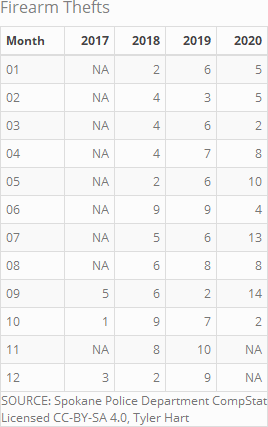 Firearm Thefts
Month 2017 2018 2019 2020
01 NA 2 6 5
02 NA 4 3 5
03 NA 4 6 2
04 NA 4 7 8
05 NA 2 6 10
06 NA 9 9 4
07 NA 5 6 13
08 NA 6 8 8
09 5 6 2 14
10 1 9 7 2
11 NA 8 10 NA
12 3 2 9 NA
SOURCE: Spokane Police Department CompStat
Licensed CC-BY-SA 4.0, Tyler Hart